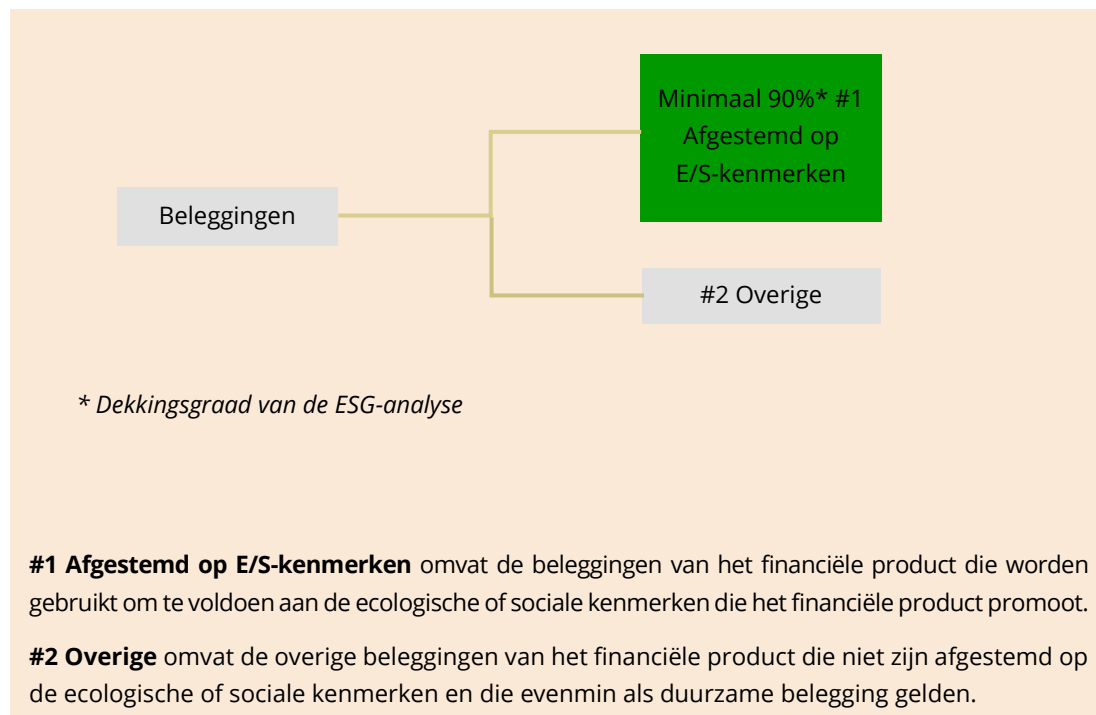 Minimaal 90%* #1
Afgestemd op
E/S-kenmerken
Beleggingen
#2 Overige
* Dekkingsgraad van de ESG-analyse
#1 Afgestemd op E/S-kenmerken omvat de beleggingen van het financiële product die worden
gebruikt om te voldoen aan de ecologische of sociale kenmerken die het financiële product promoot.
#2 Overige omvat de overige beleggingen van het financiële product die niet zijn afgestemd op
de ecologische of sociale kenmerken en die evenmin als duurzame belegging gelden.